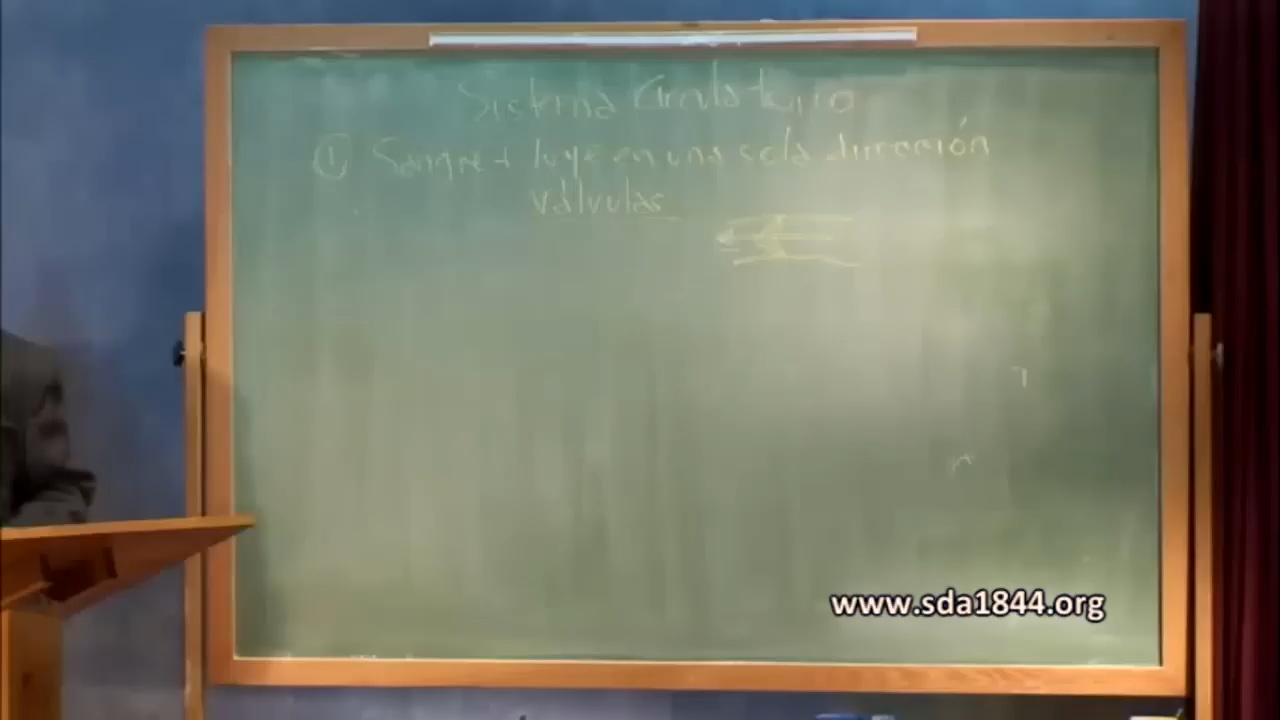 Sistema Circulatorio
① Sangre fluye en una sola dirección
válvulas
www.sda1844.org